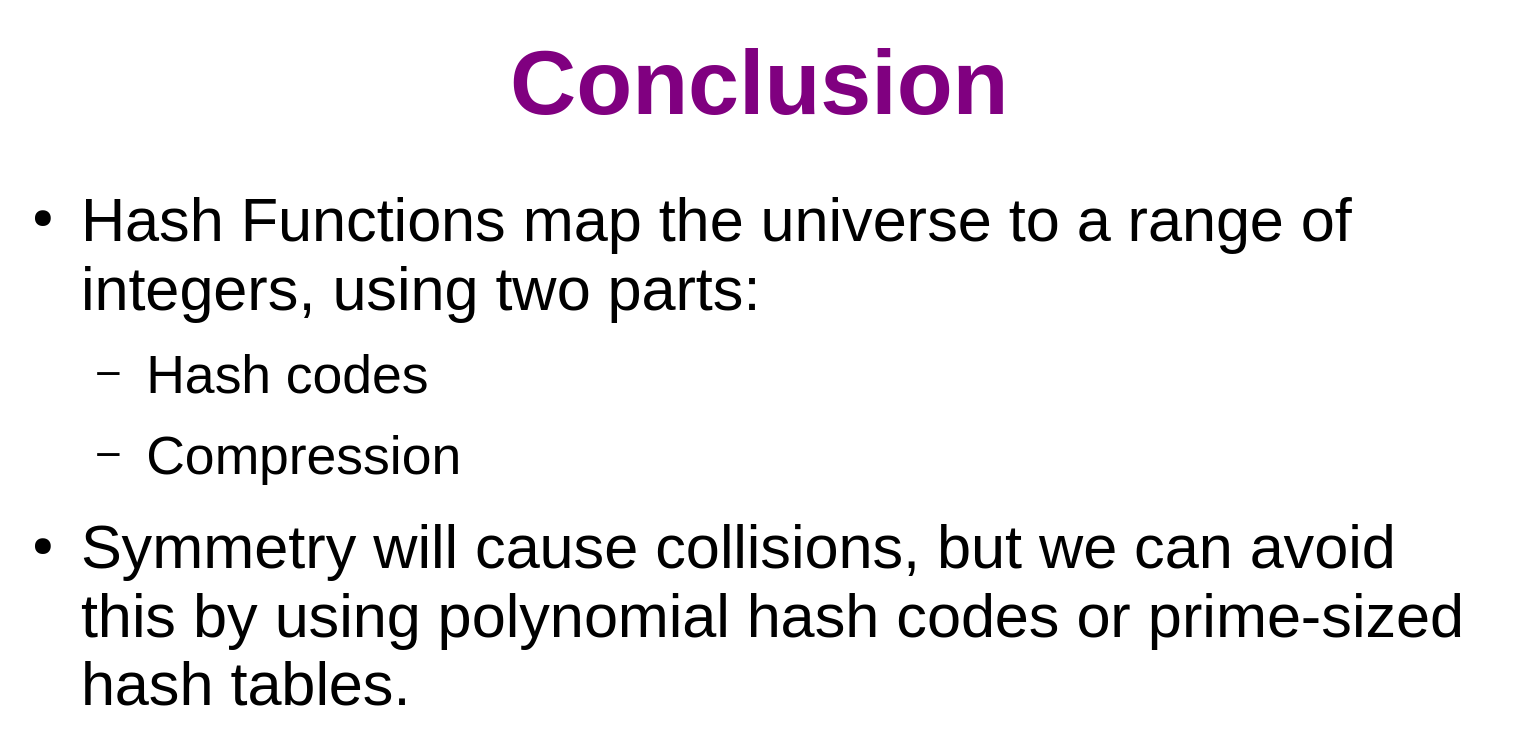 Conclusion
• Hash Functions map the universe to a range of
integers, using two parts:
– Hash codes
– Compression
• Symmetry will cause collisions, but we can avoid
this by using polynomial hash codes or prime-sized
hash tables.